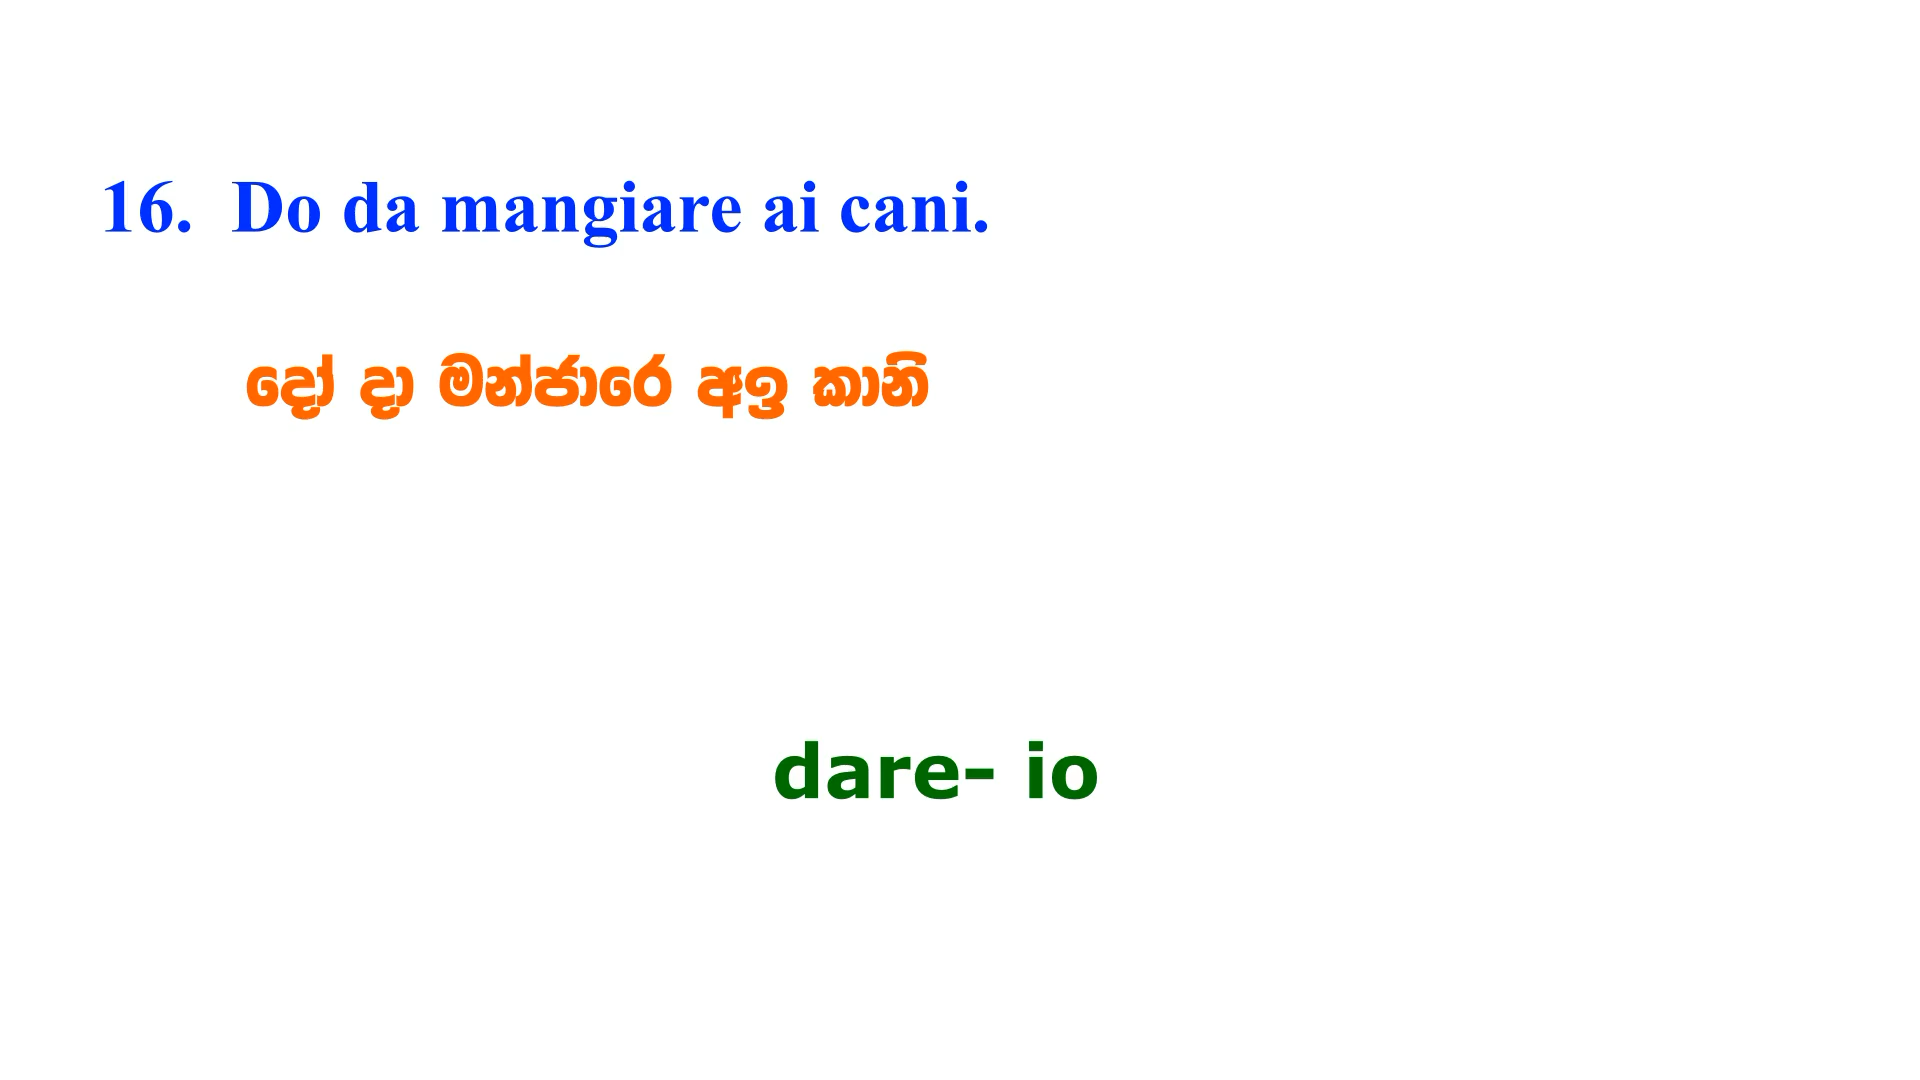 16. Do da mangiare ai cani.
දෝ දා මන්ජාරෙ අඉ කානි
dare- io